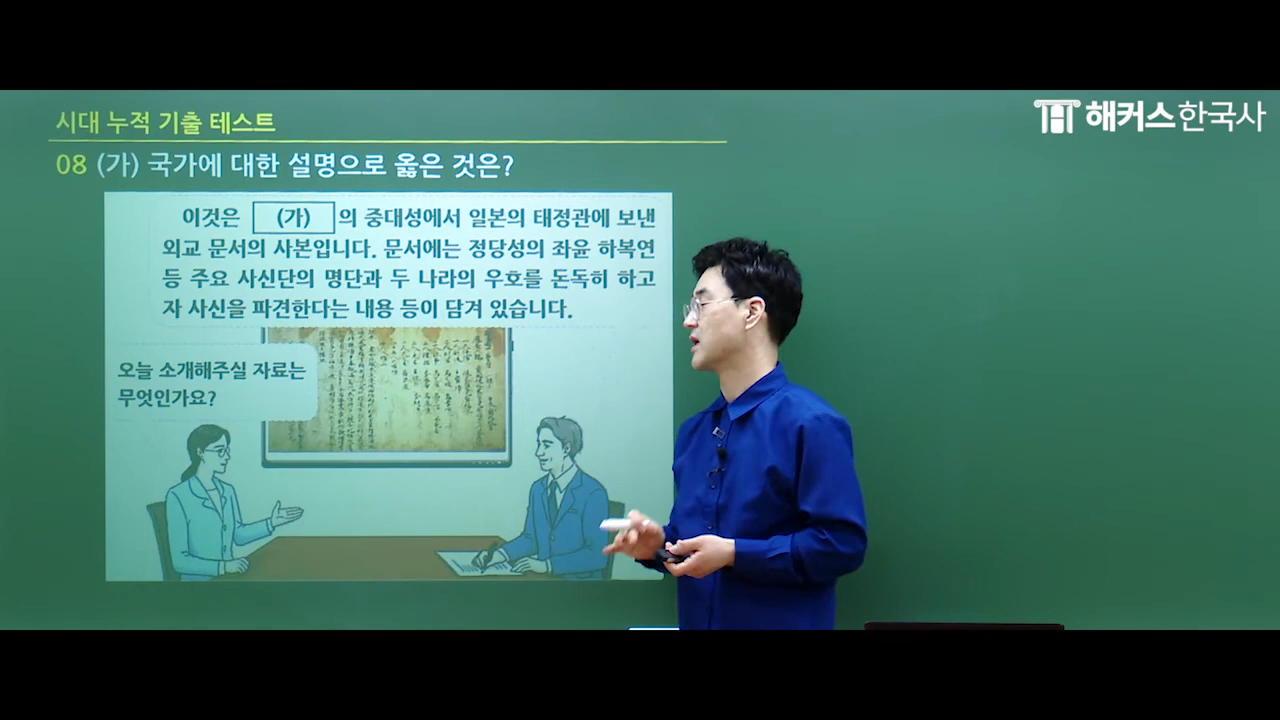 시대 누적 기출 테스트
해커스한국사
08 (가) 국가에 대한 설명으로 옳은 것은?
이것은 (가) 의 중대성에서 일본의 태정관에 보낸
외교 문서의 사본입니다. 문서에는 정당성의 좌윤 하복연
등 주요 사신단의 명단과 두 나라의 우호를 돈독히 하고
자 사신을 파견한다는 내용 등이 담겨 있습니다.
오늘 소개해주실 자료는
무엇인가요?